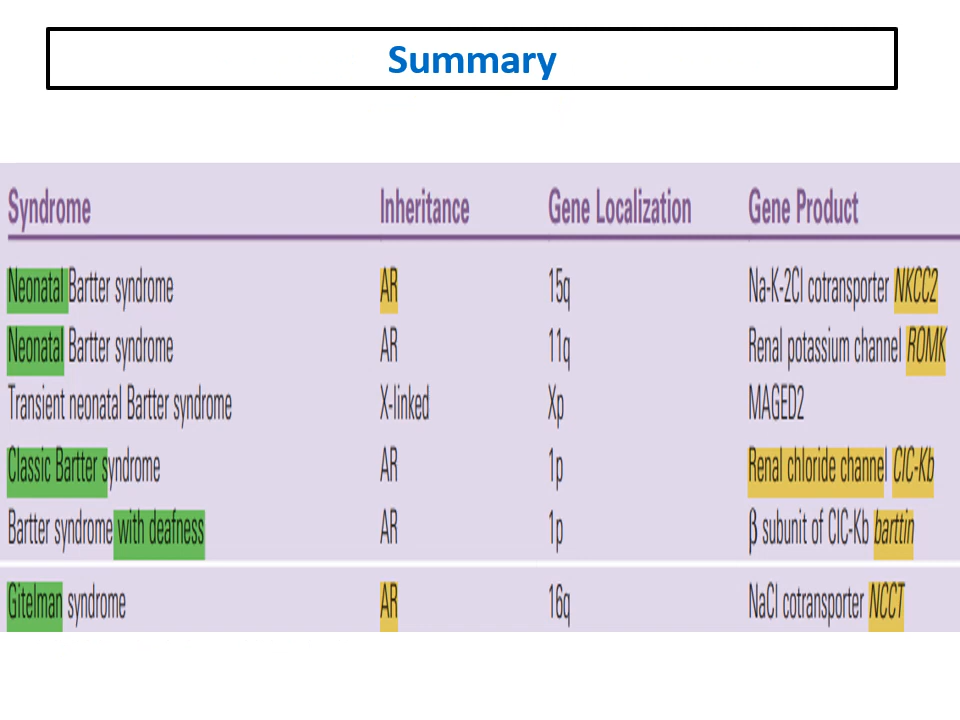 Summary
Syndrome Inheritance Gene Localization Gene Product
Neonatal Bartter syndrome AR 15q Na-K-2Cl cotransporter NKCC2
Neonatal Bartter syndrome AR 11q Renal potassium channel ROMK
Transient neonatal Bartter syndrome X-linked Xp MAGED2
Classic Bartter syndrome AR 1p Renal chloride channel ClC-Kb
Bartter syndrome with deafness AR 1p β subunit of ClC-Kb barttin
Gitelman syndrome AR 16q NaCl cotransporter NCCT